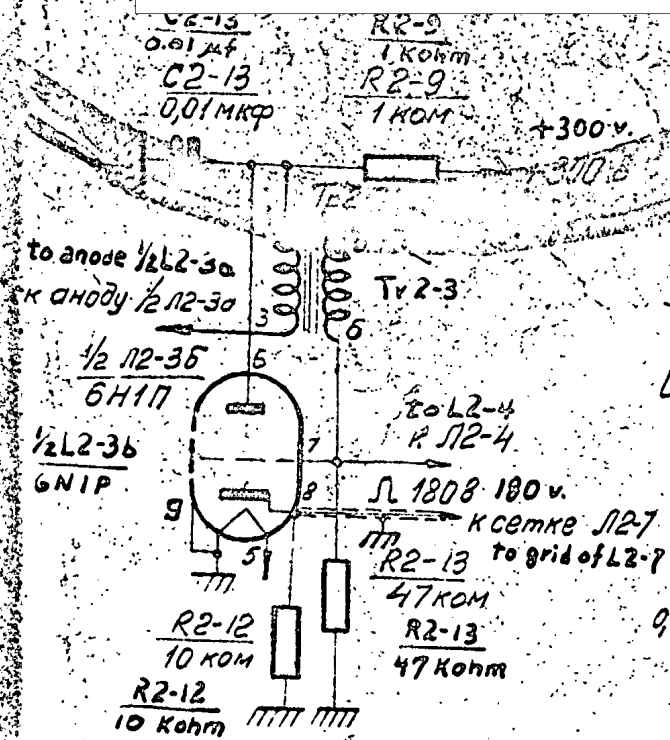 C2-13 R2-9
0.01 μf 1 Kohm
C2-13 R2-9
0,01 мкф 1 ком
+300 v.
Tr2
to anode ½L2-3a
к аноду ½ Л2-3а
Tr 2-3
3 6
½ Л2-3Б 6
6Н1П
to L2-4
к Л2-4
½L2-3b 7
6N1P
8 180В 180 v.
9 к сетке Л2-7
to grid of L2-7
5 R2-13
47 ком
R2-12 R2-13
10 ком 47 Kohm
R2-12
10 Kohm